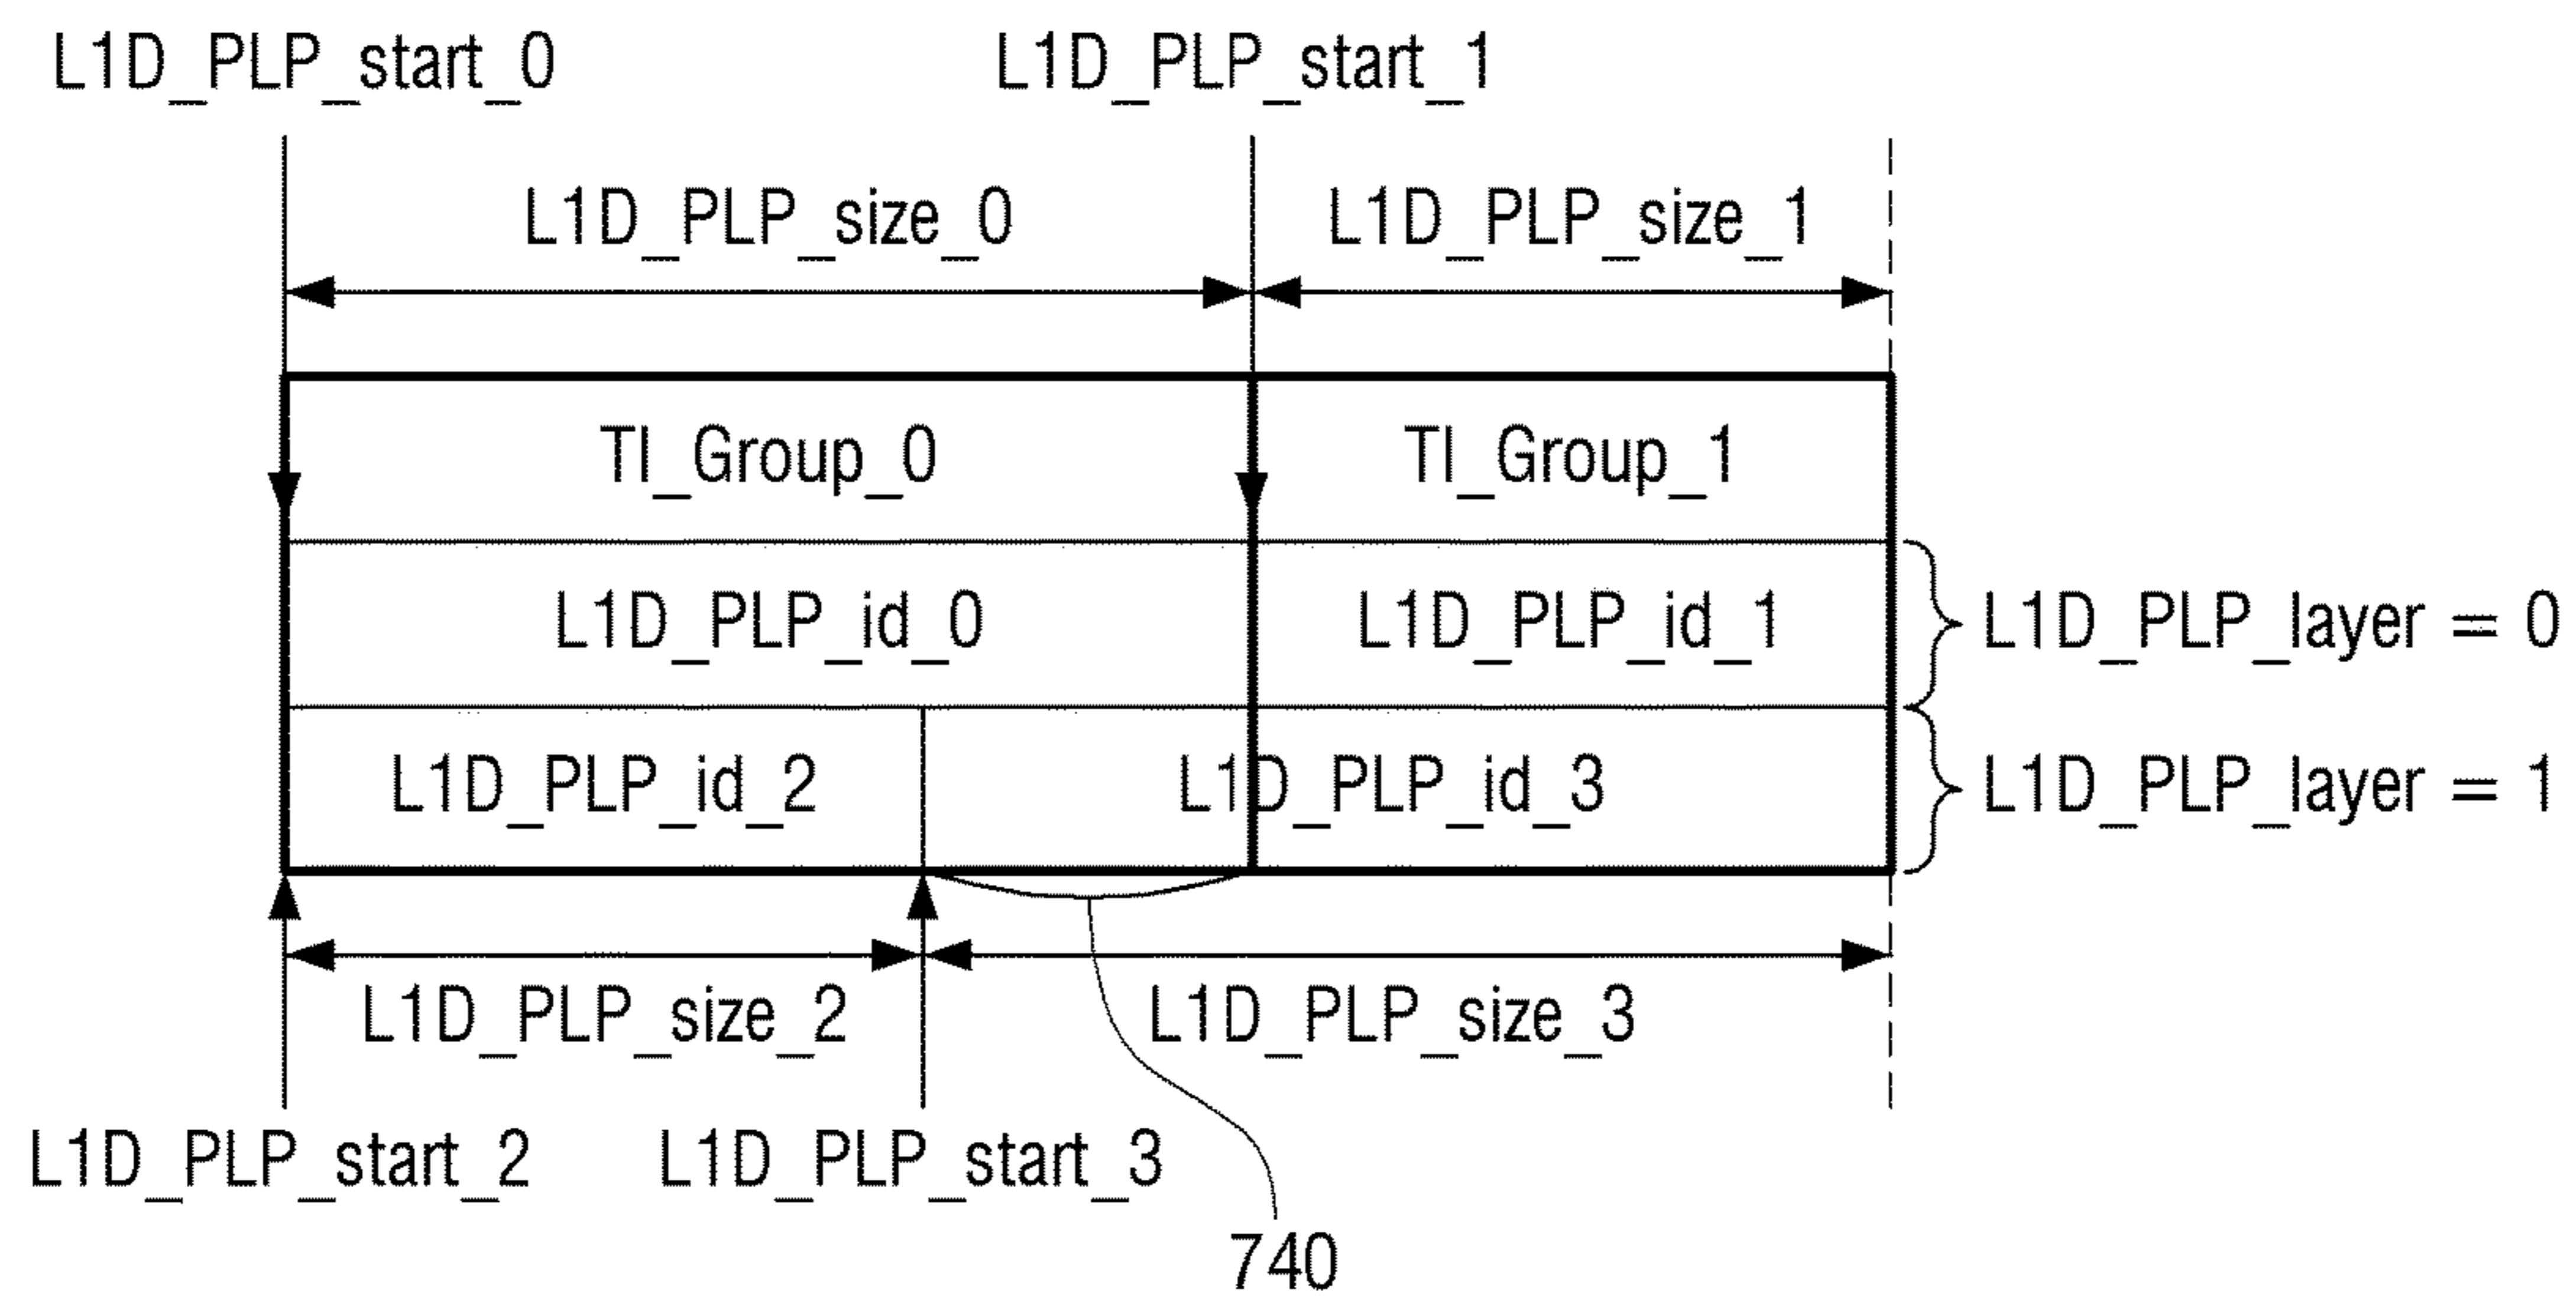 L1D_PLP_start_0 L1D_PLP_start_1
L1D_PLP_size_0 L1D_PLP_size_1
TI_Group_0 TI_Group_1
L1D_PLP_id_0 L1D_PLP_id_1 L1D_PLP_layer = 0
L1D_PLP_id_2 L1D_PLP_id_3 L1D_PLP_layer = 1
L1D_PLP_size_2 L1D_PLP_size_3
L1D_PLP_start_2 L1D_PLP_start_3
740